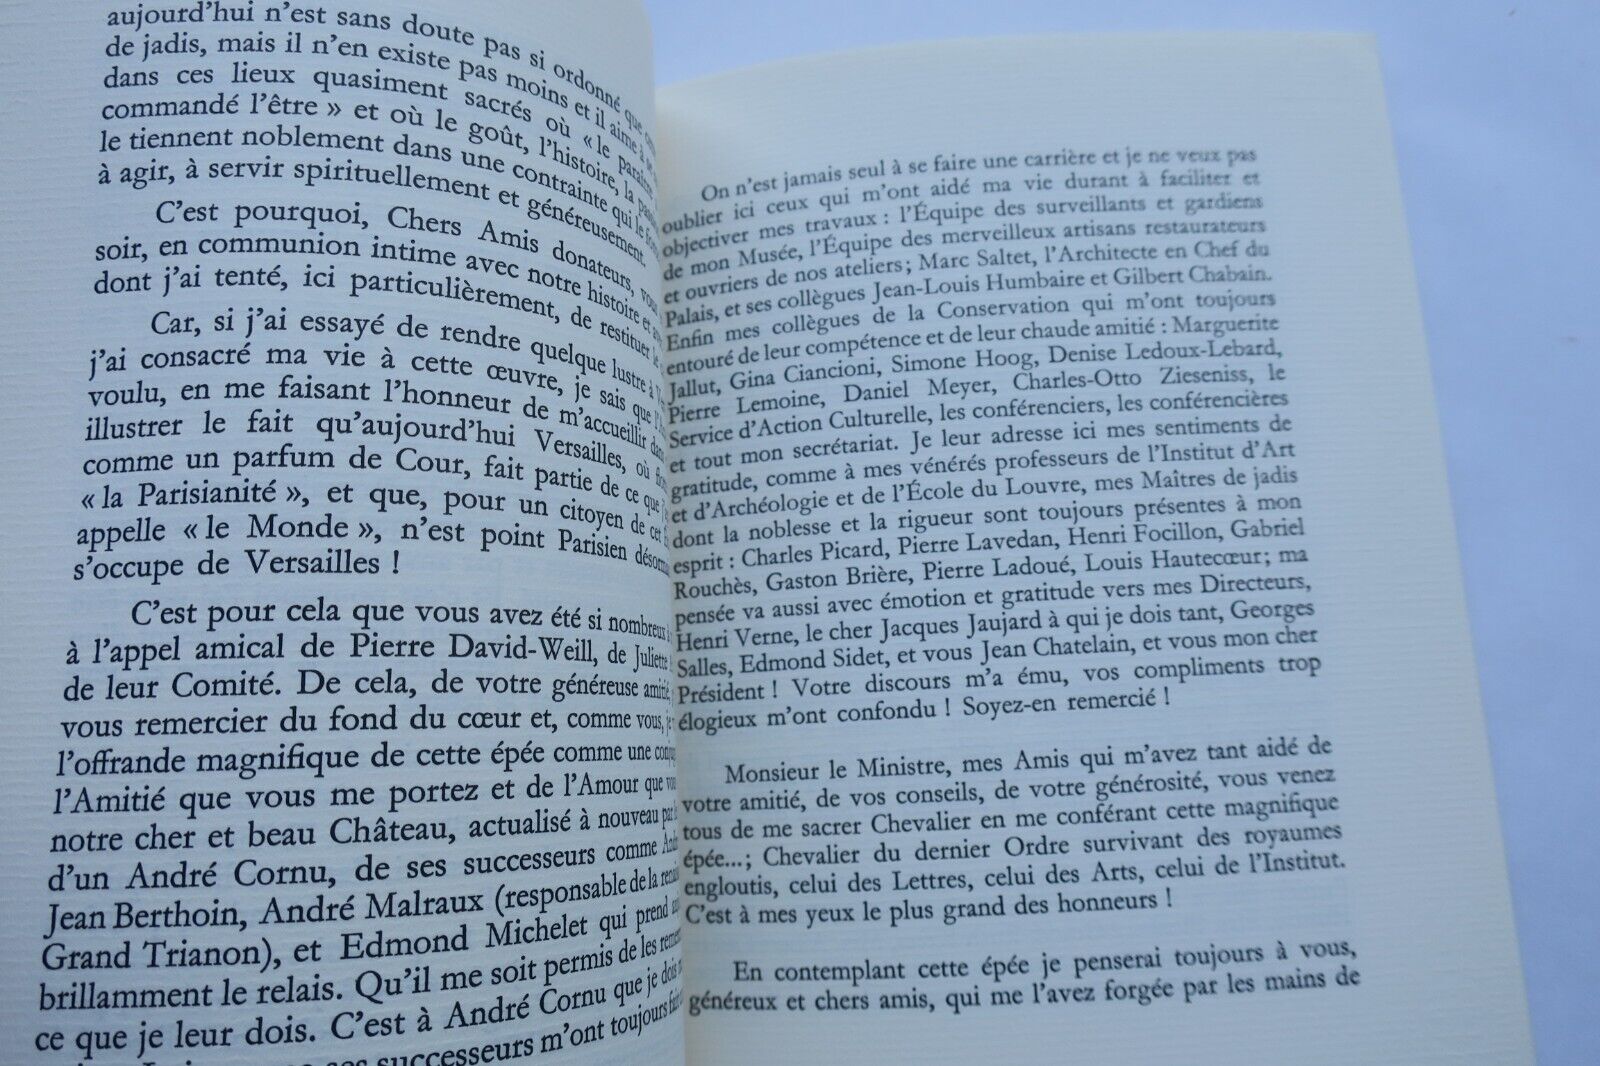 aujourd'hui n'est sans doute pas si ordonné que
de jadis, mais il n'en existe pas moins et il aime à
dans ces lieux quasiment sacrés où « le paraître
commandé l'être » et où le goût, l'histoire, la
le tiennent noblement dans une contrainte qui le
à agir, à servir spirituellement et généreusement.
C'est pourquoi, Chers Amis donateurs, vous
soir, en communion intime avec notre histoire et
dont j'ai tenté, ici particulièrement, de restituer le
Car, si j'ai essayé de rendre quelque lustre à
j'ai consacré ma vie à cette œuvre, je sais que
voulu, en me faisant l'honneur de m'accueillir dans
illustrer le fait qu'aujourd'hui Versailles, où
comme un parfum de Cour, fait partie de ce que
« la Parisianité », et que, pour un citoyen de cet
appelle « le Monde », n'est point Parisien
s'occupe de Versailles !
C'est pour cela que vous avez été si nombreux
à l'appel amical de Pierre David-Weill, de Juliette
de leur Comité. De cela, de votre généreuse amitié,
vous remercier du fond du cœur et, comme vous,
l'offrande magnifique de cette épée comme une
l'Amitié que vous me portez et de l'Amour que
notre cher et beau Château, actualisé à nouveau par
d'un André Cornu, de ses successeurs comme
Jean Berthoin, André Malraux (responsable de la
Grand Trianon), et Edmond Michelet qui prend
brillamment le relais. Qu'il me soit permis de les
ce que je leur dois. C'est à André Cornu que je dois
ses successeurs m'ont toujours
On n'est jamais seul à se faire une carrière et je ne veux pas
oublier ici ceux qui m'ont aidé ma vie durant à faciliter et
objectiver mes travaux : l'Équipe des surveillants et gardiens
de mon Musée, l'Équipe des merveilleux artisans restaurateurs
et ouvriers de nos ateliers ; Marc Saltet, l'Architecte en Chef du
Palais, et ses collègues Jean-Louis Humbaire et Gilbert Chabain.
Enfin mes collègues de la Conservation qui m'ont toujours
entouré de leur compétence et de leur chaude amitié : Marguerite
Jallut, Gina Ciancioni, Simone Hoog, Denise Ledoux-Lebard,
Pierre Lemoine, Daniel Meyer, Charles-Otto Zieseniss, le
Service d'Action Culturelle, les conférenciers, les conférencières
et tout mon secrétariat. Je leur adresse ici mes sentiments de
gratitude, comme à mes vénérés professeurs de l'Institut d'Art
et d'Archéologie et de l'École du Louvre, mes Maîtres de jadis
dont la noblesse et la rigueur sont toujours présentes à mon
esprit : Charles Picard, Pierre Lavedan, Henri Focillon, Gabriel
Rouchès, Gaston Brière, Pierre Ladoué, Louis Hautecœur ; ma
pensée va aussi avec émotion et gratitude vers mes Directeurs,
Henri Verne, le cher Jacques Jaujard à qui je dois tant, Georges
Salles, Edmond Sidet, et vous Jean Chatelain, et vous mon cher
Président ! Votre discours m'a ému, vos compliments trop
élogieux m'ont confondu ! Soyez-en remercié !
Monsieur le Ministre, mes Amis qui m'avez tant aidé de
votre amitié, de vos conseils, de votre générosité, vous venez
tous de me sacrer Chevalier en me conférant cette magnifique
épée... ; Chevalier du dernier Ordre survivant des royaumes
engloutis, celui des Lettres, celui des Arts, celui de l'Institut.
C'est à mes yeux le plus grand des honneurs !
En contemplant cette épée je penserai toujours à vous,
généreux et chers amis, qui me l'avez forgée par les mains de